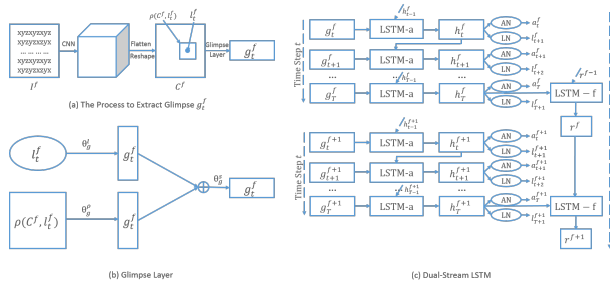 ρ(C^f, l_t^f)
l_t^f
xyzxyzxyz
xyzxyzxyz
... ... ... ...
xyzxyzxyz
xyzxyzxyz
I^f
CNN
Flatten
Reshape
C^f
Glimpse
Layer
g_t^f
(a) The Process to Extract Glimpse g_t^f
l_t^f
θ_g^l
g_t^f
ρ(C^f, l_t^f)
θ_g^ρ
g_t^f
θ_g^g
g_t^f
(b) Glimpse Layer
Time Step t
h_{t-1}^f
g_t^f LSTM-a h_t^f AN a_t^f
LN l_{t+1}^f
g_{t+1}^f LSTM-a h_{t+1}^f AN a_{t+1}^f
LN l_{t+2}^f
... h_{T-1}^f ...
g_T^f LSTM-a h_T^f AN a_T^f
LN l_{T+1}^f
r^{f-1}
LSTM – f
r^f
Time Step t
h_{t-1}^{f+1}
g_t^{f+1} LSTM-a h_t^{f+1} AN a_t^{f+1}
LN l_{t+1}^{f+1}
g_{t+1}^{f+1} LSTM-a h_{t+1}^{f+1} AN a_{t+1}^{f+1}
LN l_{t+2}^{f+1}
... h_{T-1}^{f+1} ...
g_T^{f+1} LSTM-a h_T^{f+1} AN a_T^{f+1}
LN l_{T+1}^{f+1}
LSTM – f
r^{f+1}
(c) Dual-Stream LSTM